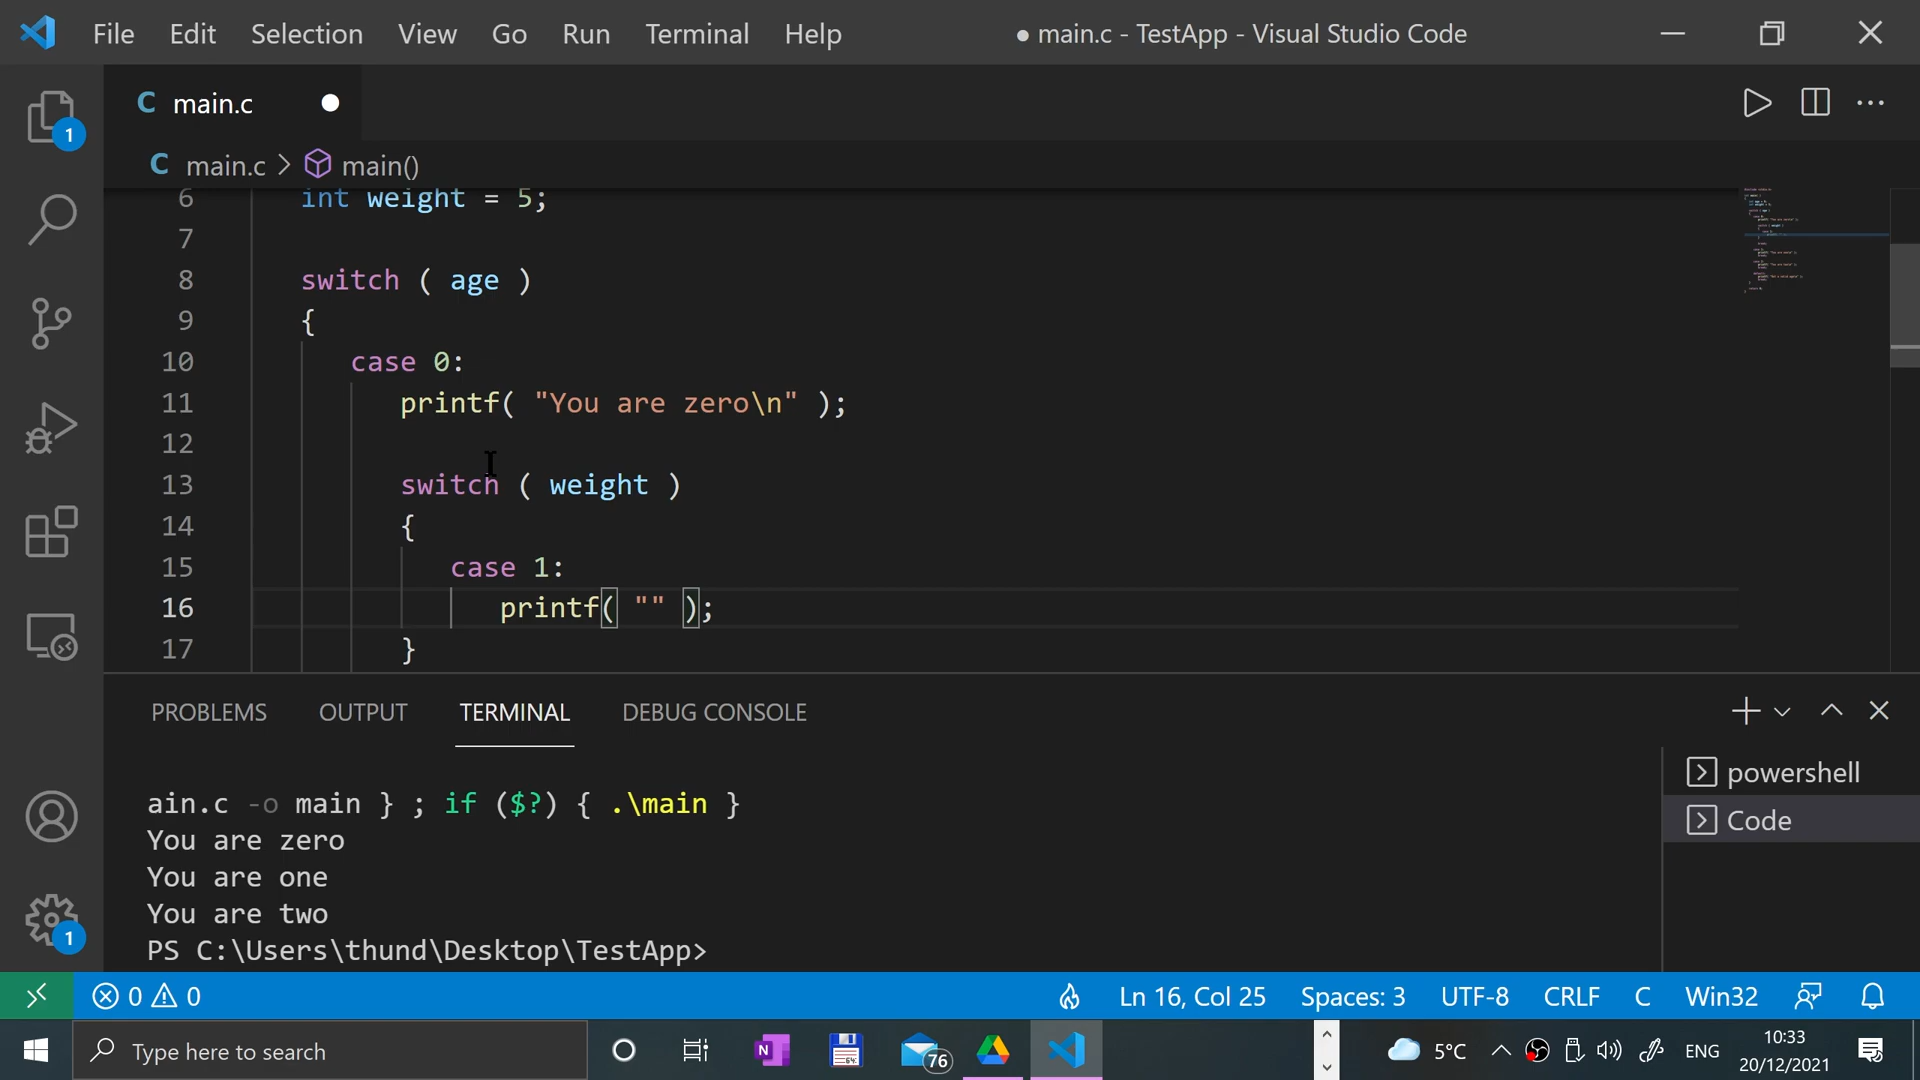 File Edit Selection View Go Run Terminal Help ● main.c - TestApp - Visual Studio Code
C main.c
C main.c > main()
6 int weight = 5;
7
8 switch ( age )
9 {
10 case 0:
11 printf( "You are zero\n" );
12
13 switch ( weight )
14 {
15 case 1:
16 printf( "" );
17 }
PROBLEMS OUTPUT TERMINAL DEBUG CONSOLE
ain.c -o main } ; if ($?) { .\main }
You are zero
You are one
You are two
PS C:\Users\thund\Desktop\TestApp>
powershell
Code
1
1
0 0 Ln 16, Col 25 Spaces: 3 UTF-8 CRLF C Win32
Type here to search N 64 76 5°C ENG 10:33
20/12/2021